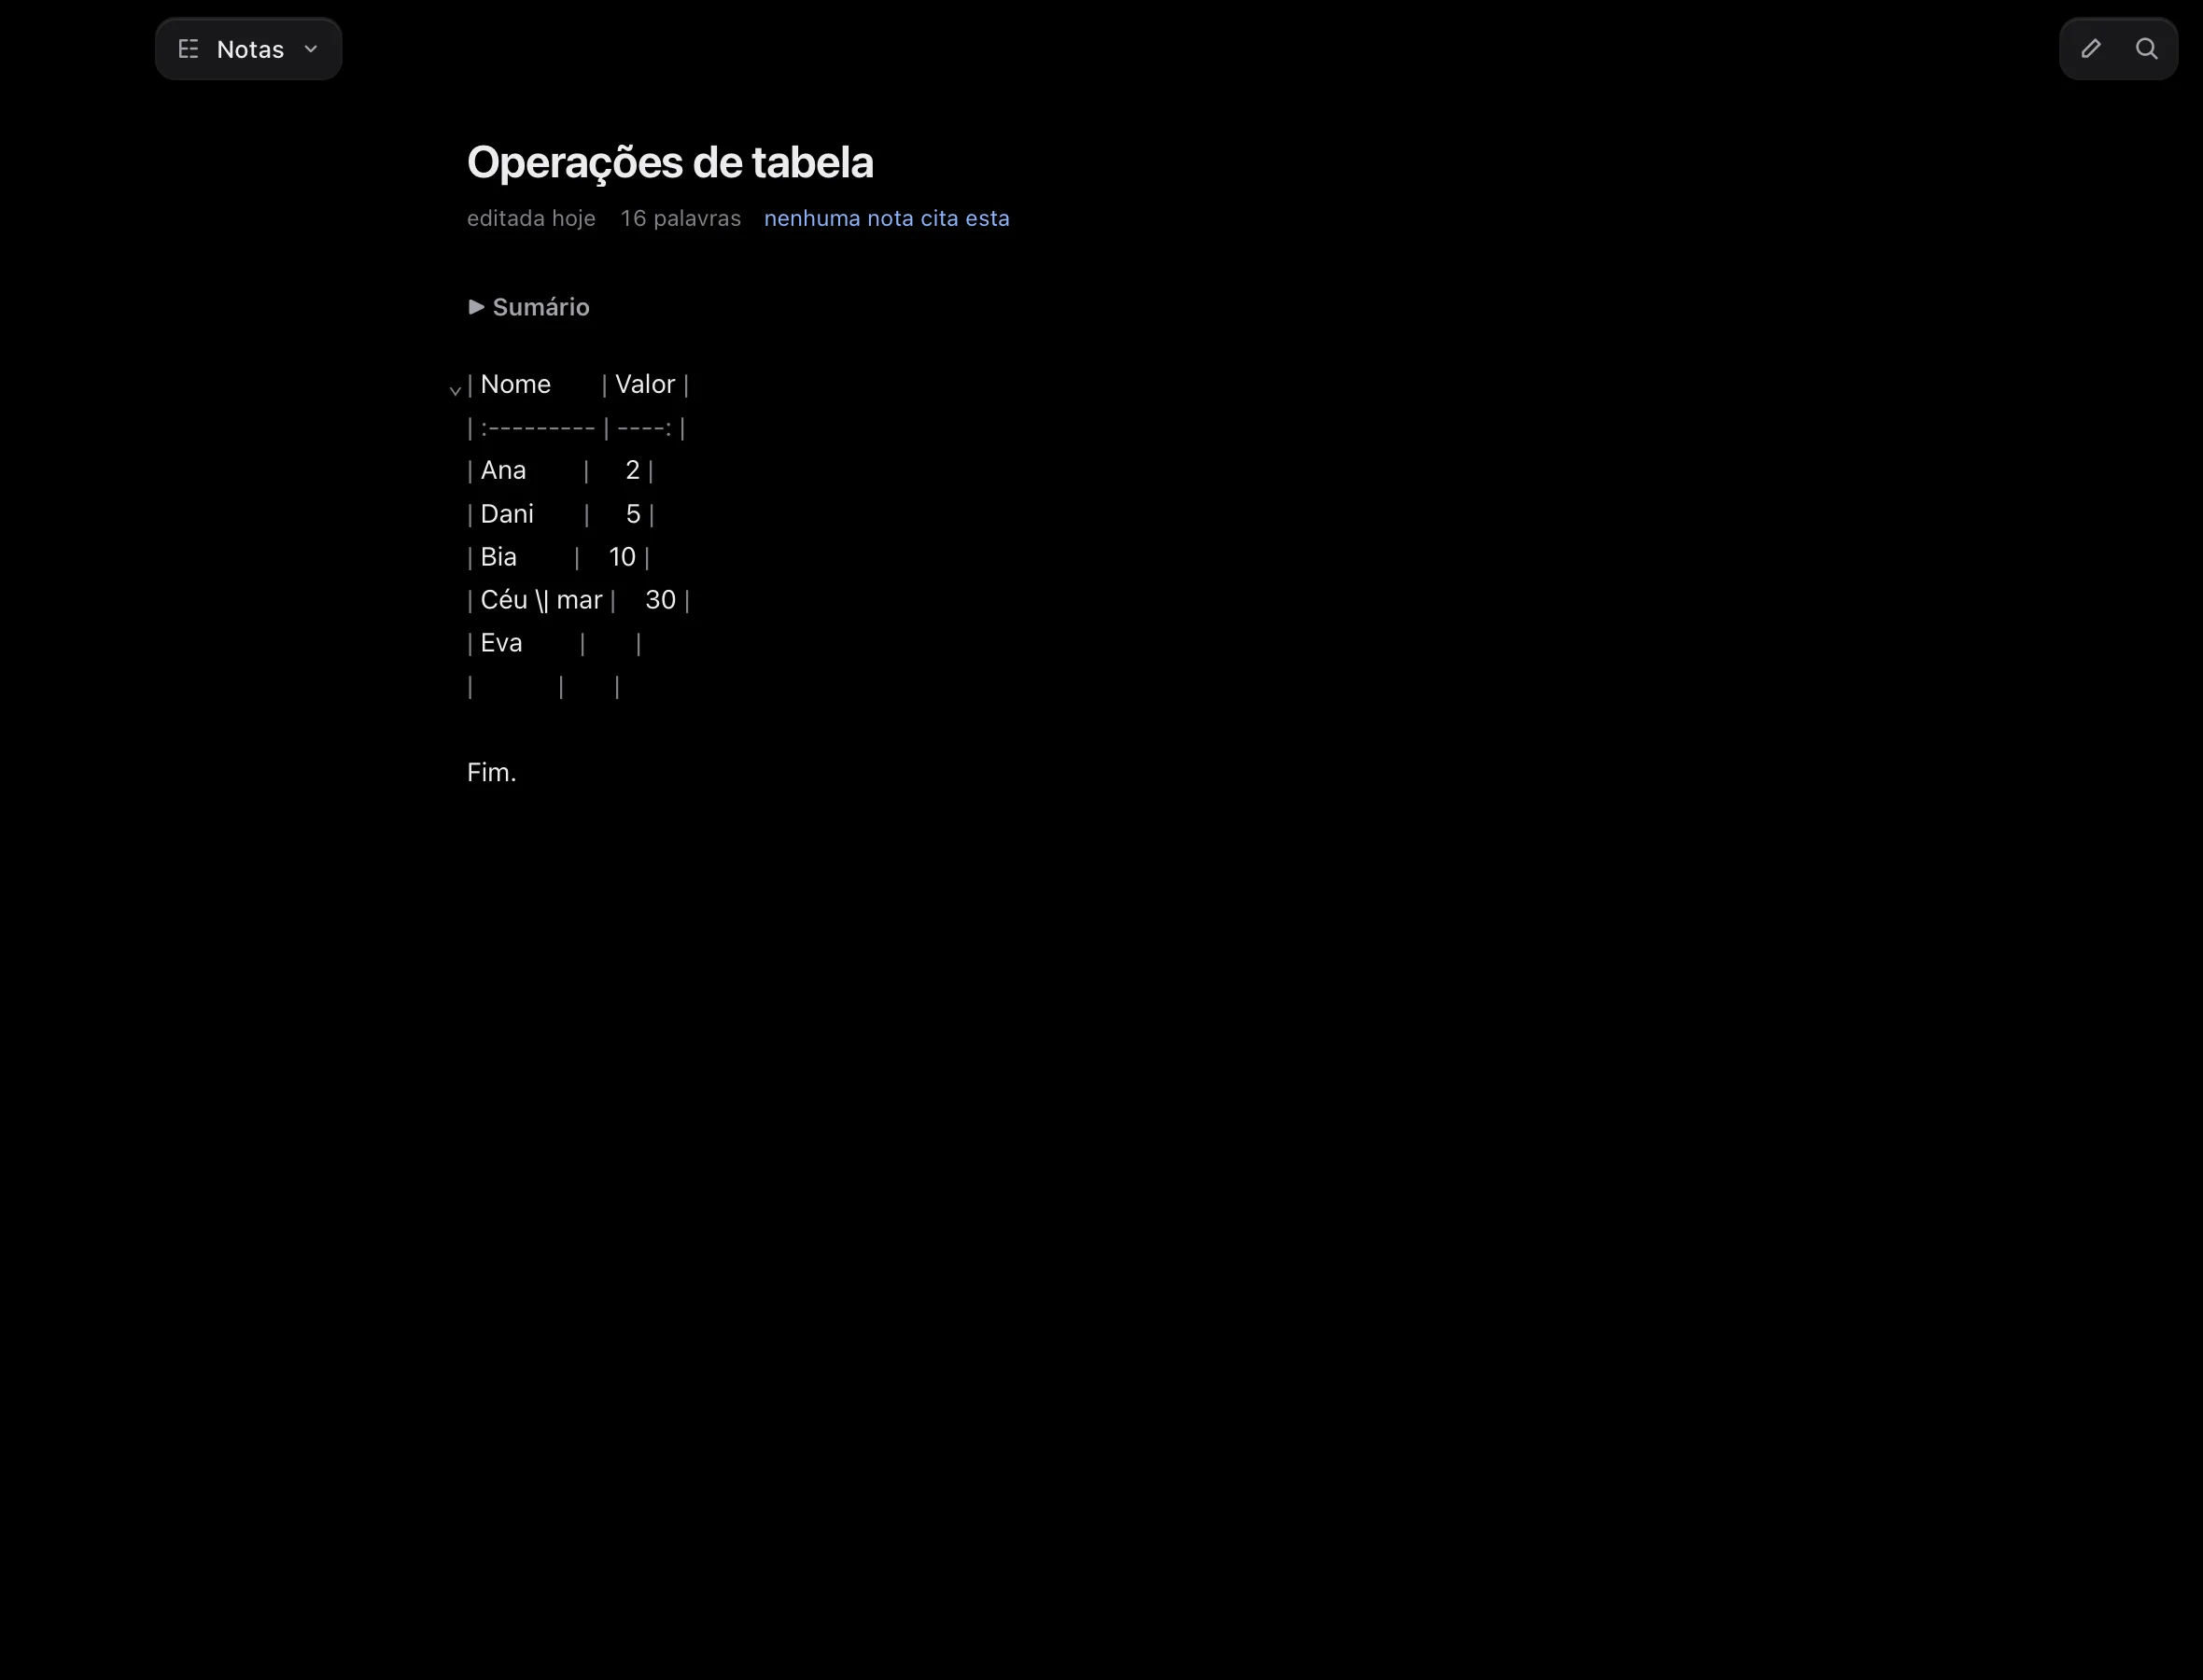 Notas
Operações de tabela
editada hoje 16 palavras nenhuma nota cita esta
Sumário
| Nome       | Valor |
| :--------- | ----: |
| Ana        |     2 |
| Dani       |     5 |
| Bia        |    10 |
| Céu \| mar |    30 |
| Eva        |       |
|            |       |
Fim.